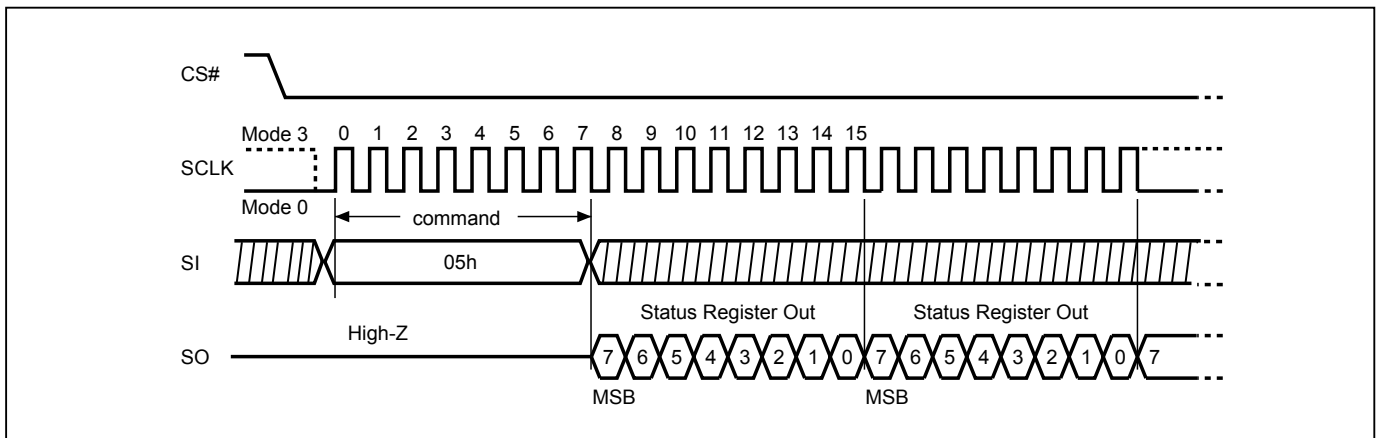 CS#
Mode 3 0 1 2 3 4 5 6 7 8 9 10 11 12 13 14 15
SCLK
Mode 0
command
SI 05h
Status Register Out Status Register Out
High-Z
SO 7 6 5 4 3 2 1 0 7 6 5 4 3 2 1 0 7
MSB MSB